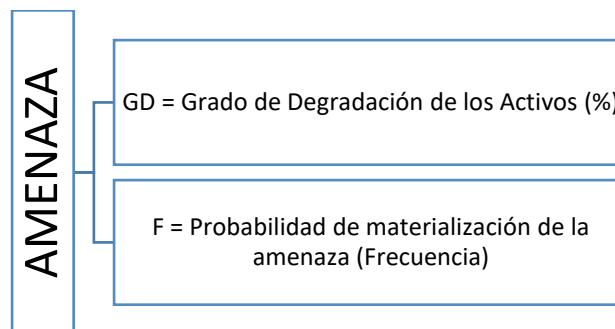 AMENAZA
GD = Grado de Degradación de los Activos (%)
F = Probabilidad de materialización de la
amenaza (Frecuencia)